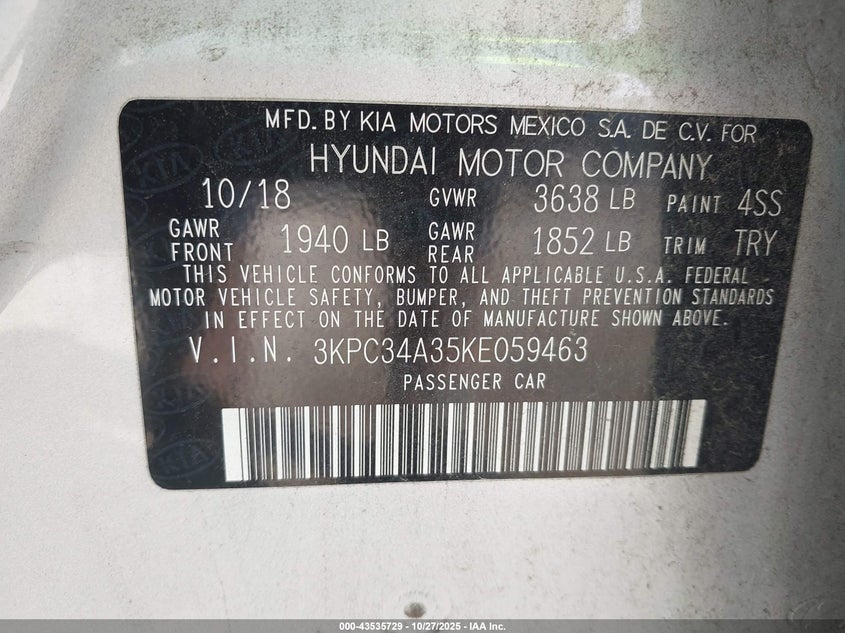 MFD. BY KIA MOTORS MEXICO S.A. DE C.V. FOR
HYUNDAI MOTOR COMPANY
10/18 GVWR 3638 LB PAINT 4SS
GAWR FRONT 1940 LB GAWR REAR 1852 LB TRIM TRY
THIS VEHICLE CONFORMS TO ALL APPLICABLE U.S.A. FEDERAL
MOTOR VEHICLE SAFETY, BUMPER, AND THEFT PREVENTION STANDARDS
IN EFFECT ON THE DATE OF MANUFACTURE SHOWN ABOVE.
V.I.N. 3KPC34A35KE059463
PASSENGER CAR
000-43535729 - 10/27/2025 - IAA Inc.